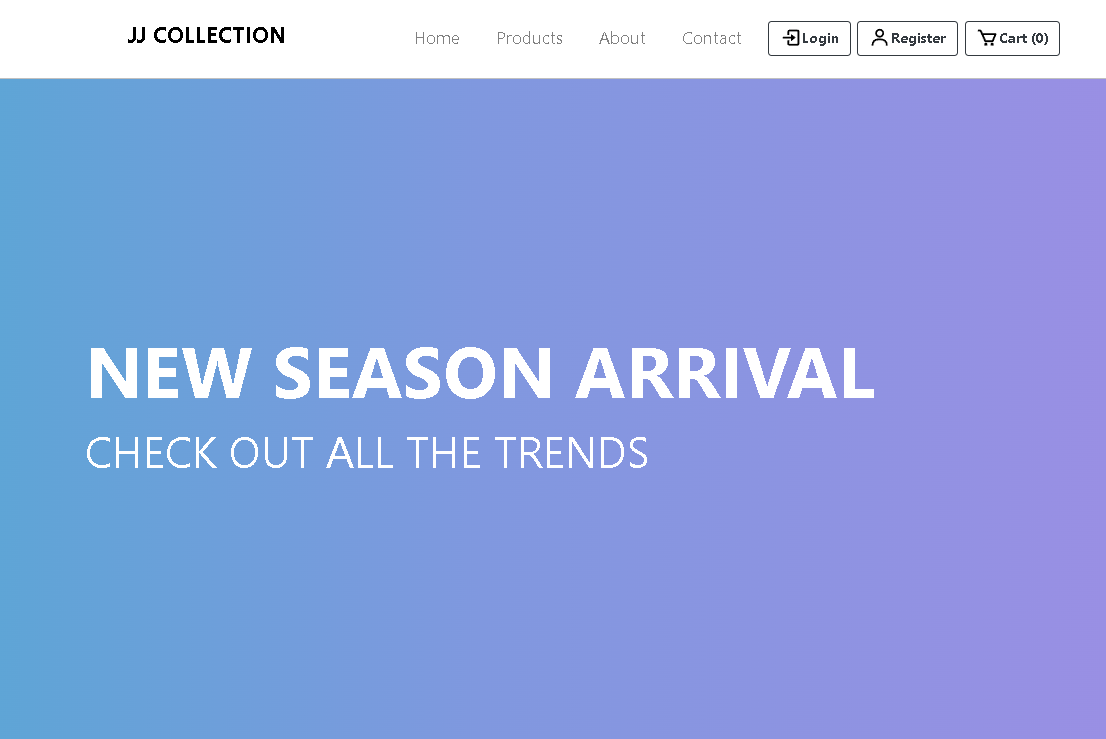 JJ COLLECTION Home Products About Contact Login Register Cart (0)
NEW SEASON ARRIVAL
CHECK OUT ALL THE TRENDS